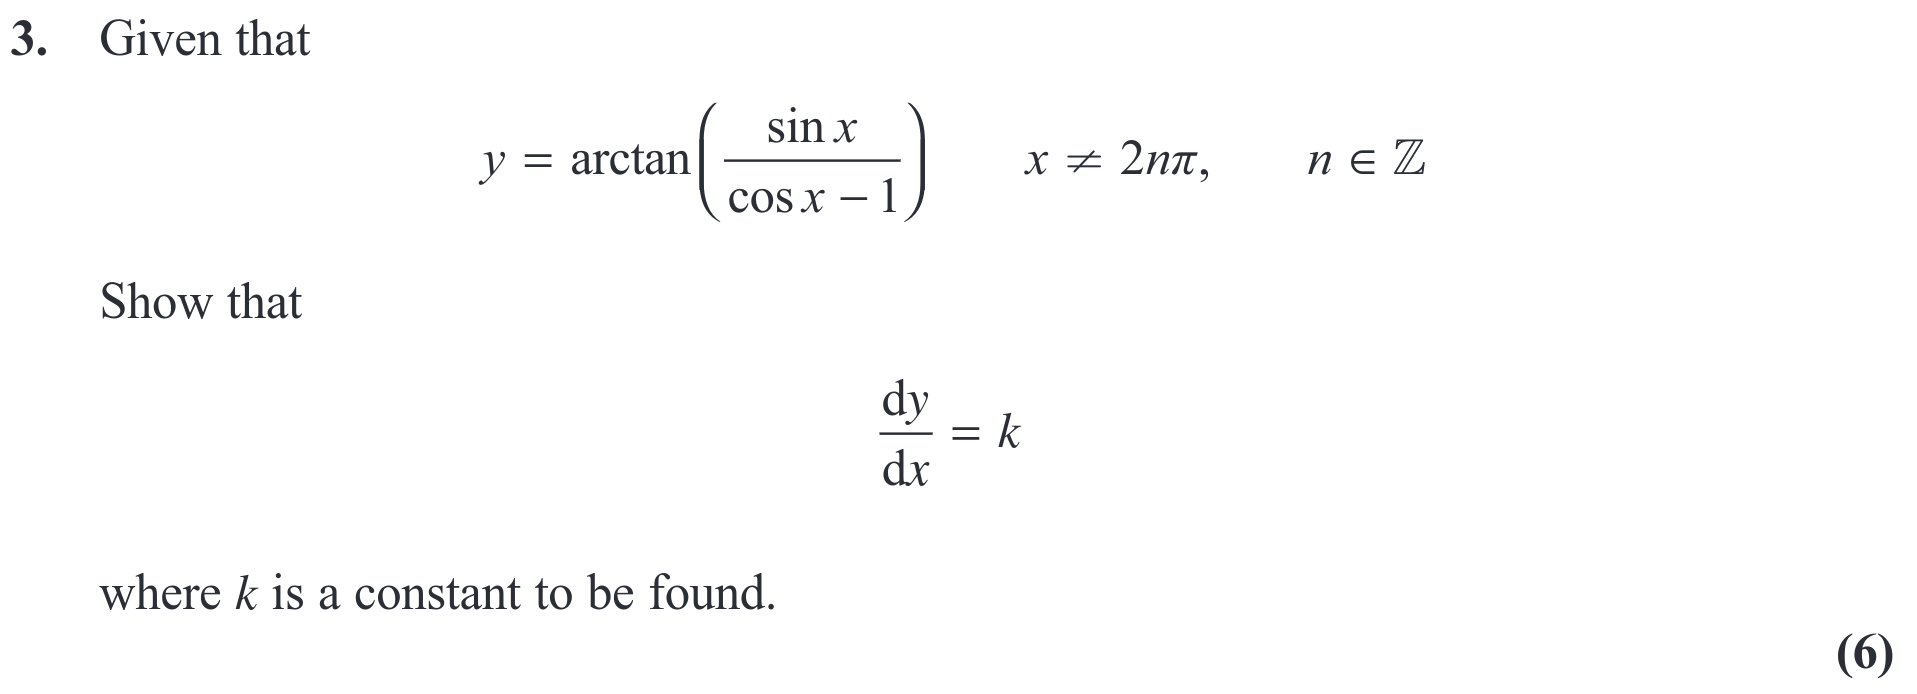 3. Given that
y = arctan( sin x / (cos x − 1) ) x ≠ 2nπ, n ∈ ℤ
Show that
dy/dx = k
where k is a constant to be found.
(6)